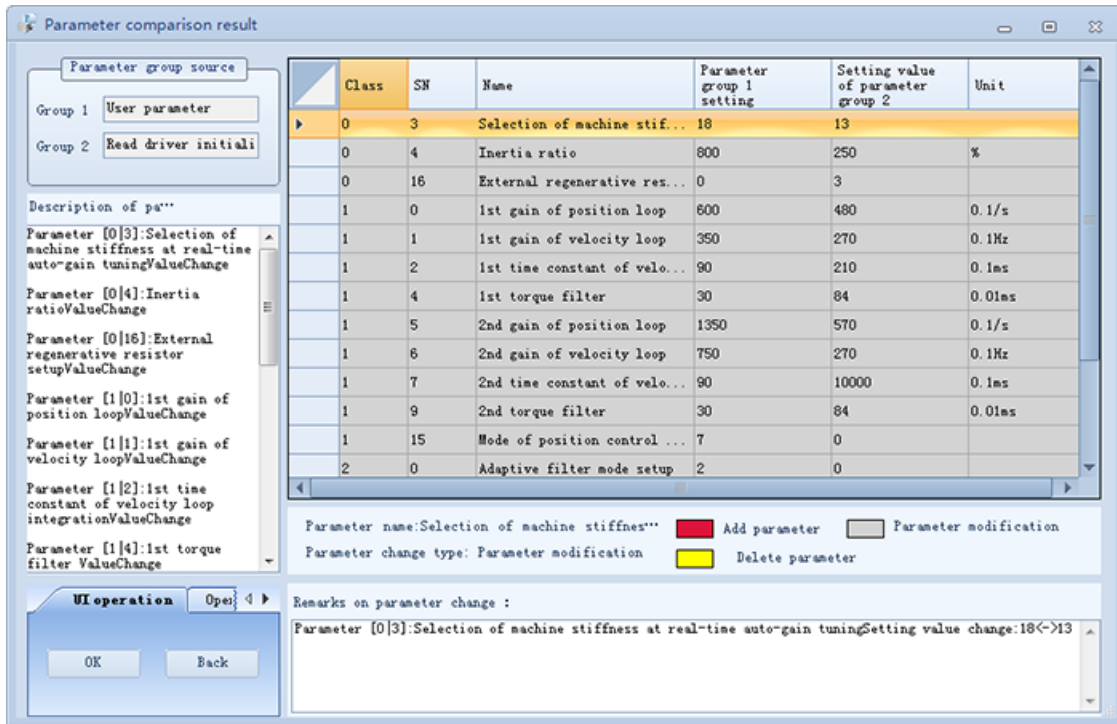 Parameter comparison result
Parameter group source
Group 1 User parameter
Group 2 Read driver initiali
Description of pa…
Parameter [0|3]:Selection of
machine stiffness at real-time
auto-gain tuningValueChange
Parameter [0|4]:Inertia
ratioValueChange
Parameter [0|16]:External
regenerative resistor
setupValueChange
Parameter [1|0]:1st gain of
position loopValueChange
Parameter [1|1]:1st gain of
velocity loopValueChange
Parameter [1|2]:1st time
constant of velocity loop
integrationValueChange
Parameter [1|4]:1st torque
filter ValueChange
UI operation Oper
OK Back
Class SN Name Parameter group 1 setting Setting value of parameter group 2 Unit
0 3 Selection of machine stif... 18 13
0 4 Inertia ratio 800 250 %
0 16 External regenerative res... 0 3
1 0 1st gain of position loop 600 480 0.1/s
1 1 1st gain of velocity loop 350 270 0.1Hz
1 2 1st time constant of velo... 90 210 0.1ms
1 4 1st torque filter 30 84 0.01ms
1 5 2nd gain of position loop 1350 570 0.1/s
1 6 2nd gain of velocity loop 750 270 0.1Hz
1 7 2nd time constant of velo... 90 10000 0.1ms
1 9 2nd torque filter 30 84 0.01ms
1 15 Mode of position control ... 7 0
2 0 Adaptive filter mode setup 2 0
Parameter name:Selection of machine stiffnes… Add parameter Parameter modification
Parameter change type: Parameter modification Delete parameter
Remarks on parameter change :
Parameter [0|3]:Selection of machine stiffness at real-time auto-gain tuningSetting value change:18<->13